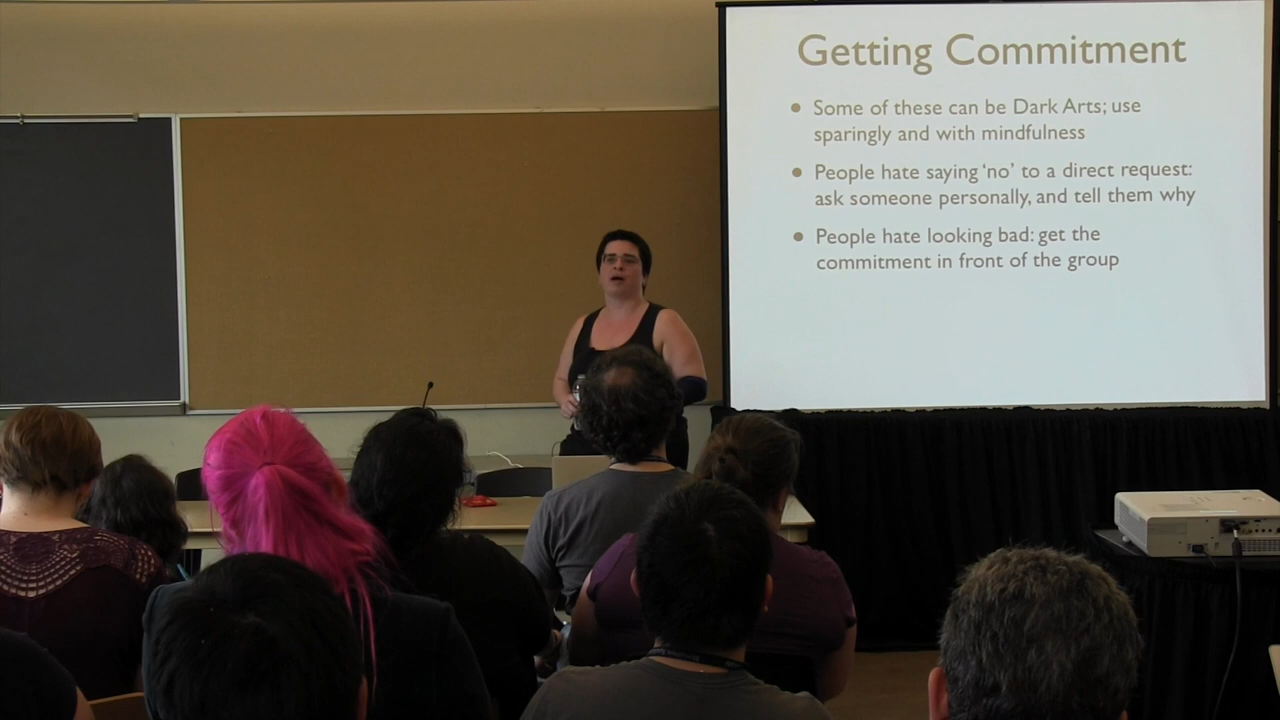 Getting Commitment
• Some of these can be Dark Arts; use
sparingly and with mindfulness
• People hate saying ‘no’ to a direct request:
ask someone personally, and tell them why
• People hate looking bad: get the
commitment in front of the group